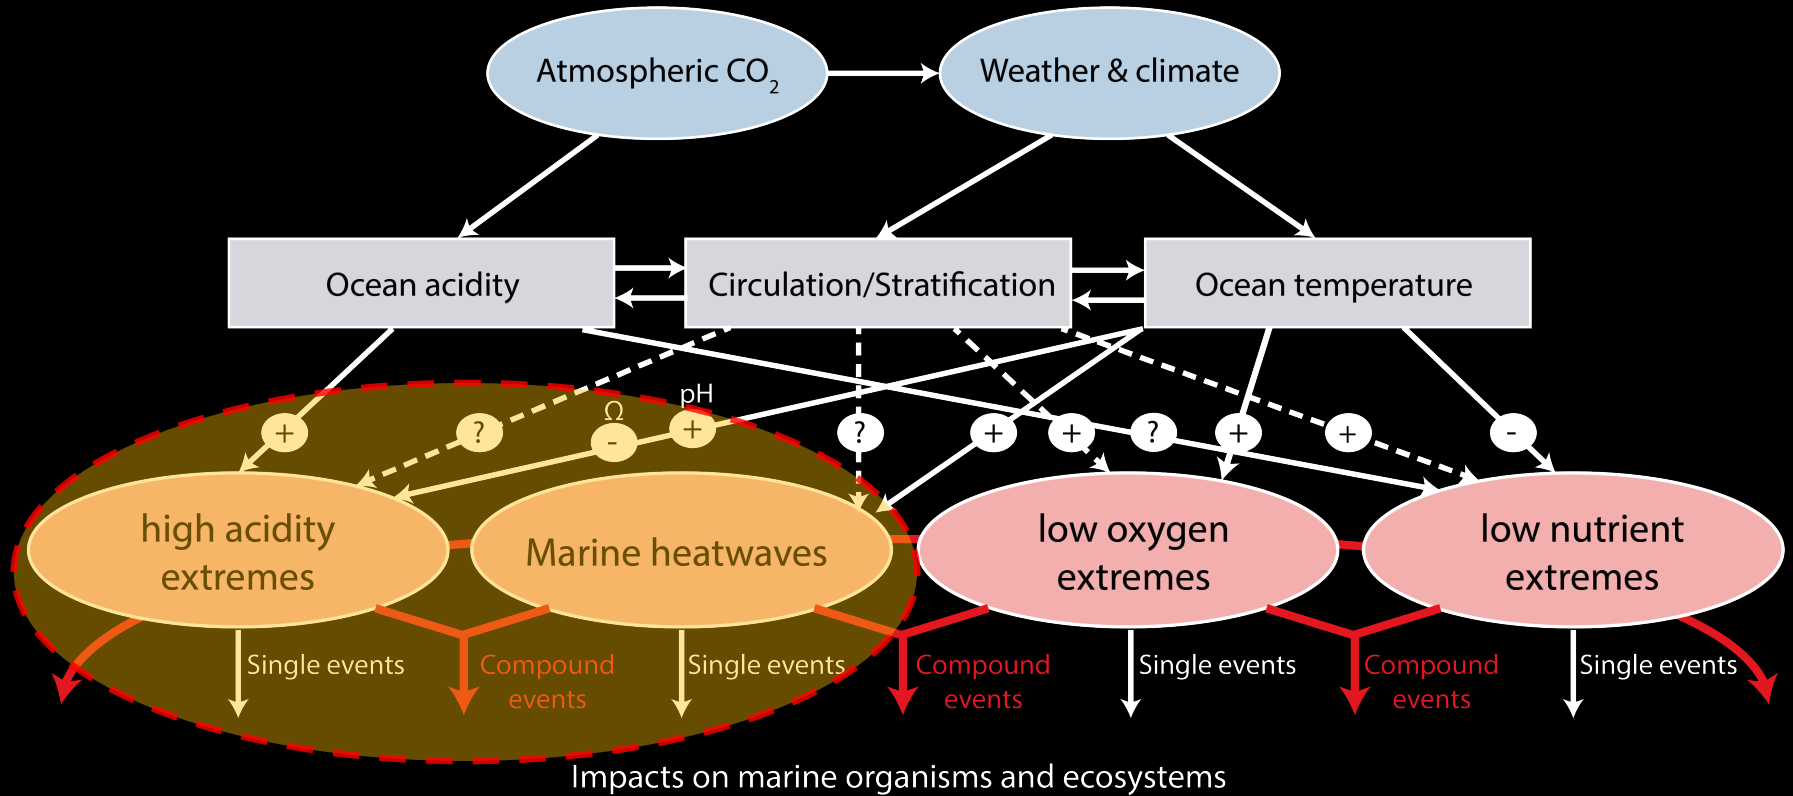 Atmospheric CO₂
Weather & climate
Ocean acidity
Circulation/Stratification
Ocean temperature
pH
Ω
+
?
-
+
?
+
+
?
+
+
-
high acidity
extremes
Marine heatwaves
low oxygen
extremes
low nutrient
extremes
Single events
Compound
events
Single events
Compound
events
Single events
Compound
events
Single events
Impacts on marine organisms and ecosystems